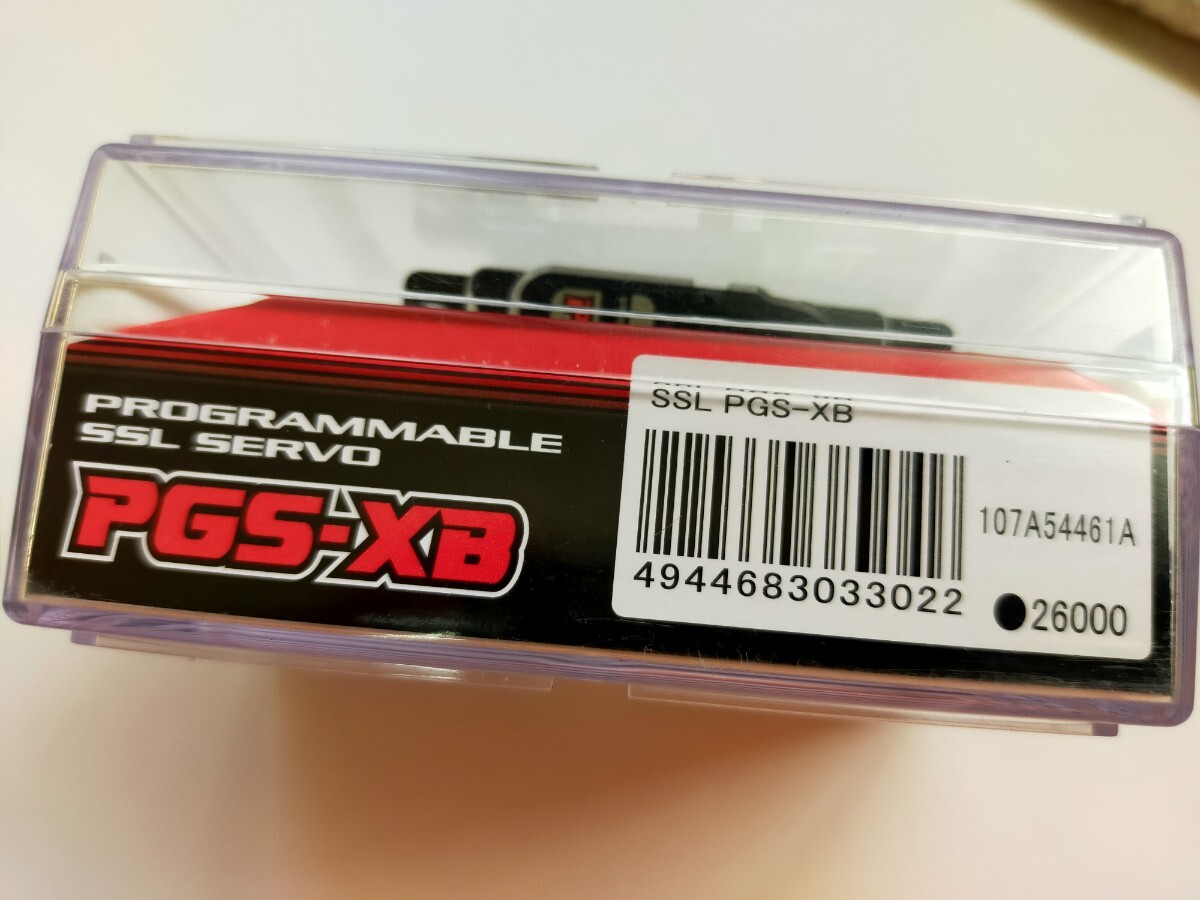 PROGRAMMABLE
SSL SERVO
PGS-XB
SSL PGS-XB
107A54461A
4944683033022
●26000